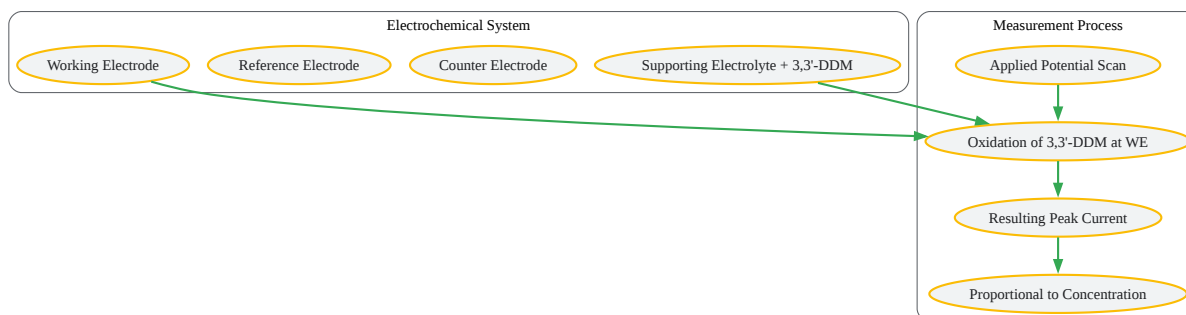 Electrochemical System
Working Electrode
Reference Electrode
Counter Electrode
Supporting Electrolyte + 3,3'-DDM
Measurement Process
Applied Potential Scan
Oxidation of 3,3'-DDM at WE
Resulting Peak Current
Proportional to Concentration